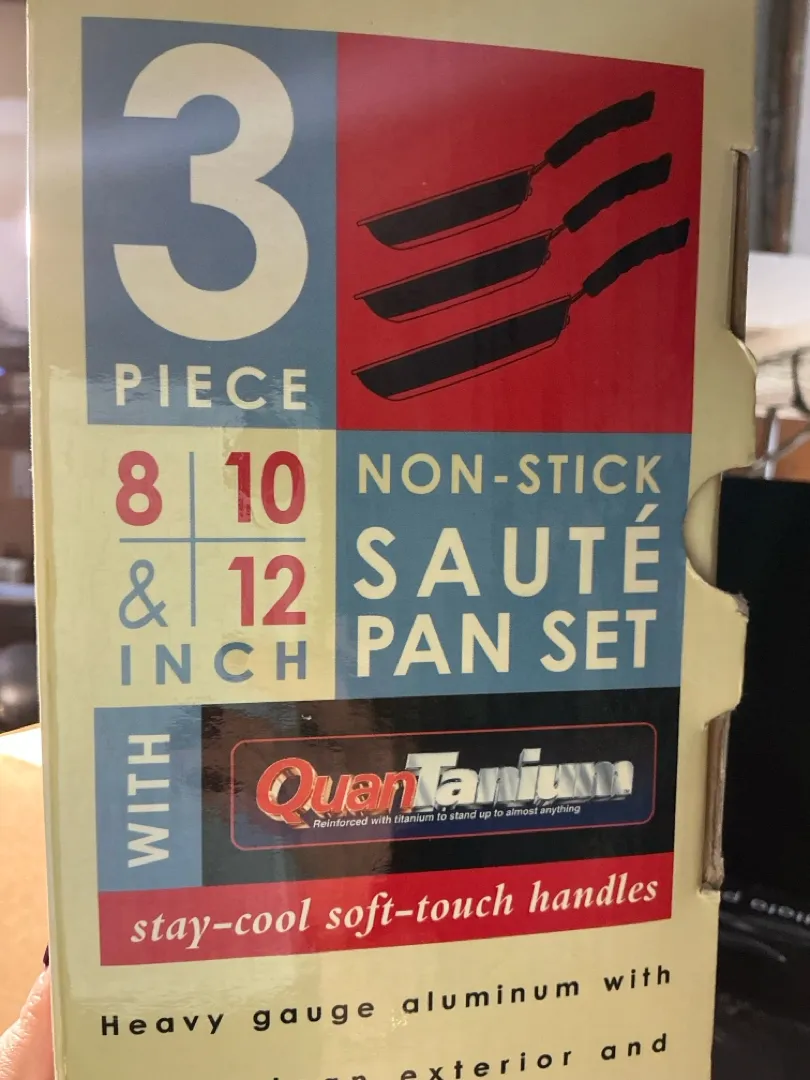 3
PIECE
8 10
& 12
INCH
NON-STICK
SAUTÉ
PAN SET
WITH
QuanTanium
Reinforced with titanium to stand up to almost anything
stay-cool soft-touch handles
Heavy gauge aluminum with
exterior and